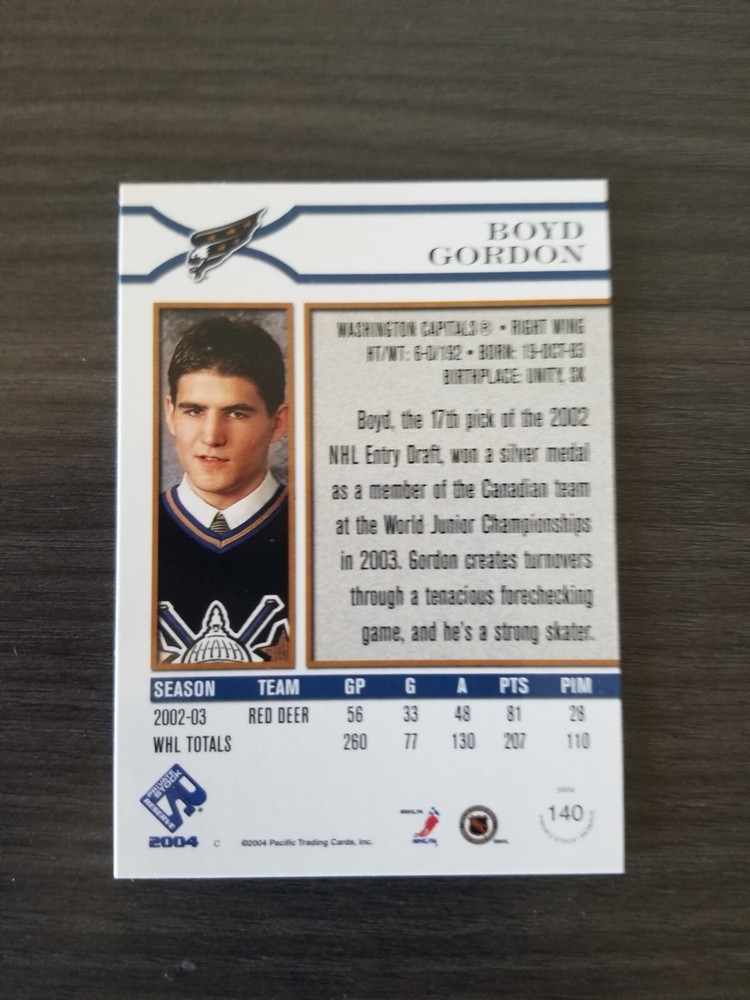 BOYD
GORDON
WASHINGTON CAPITALS® • RIGHT WING
HT/WT: 6-0/192 • BORN: 19-OCT-83
BIRTHPLACE: UNITY, SK
Boyd, the 17th pick of the 2002
NHL Entry Draft, won a silver medal
as a member of the Canadian team
at the World Junior Championships
in 2003. Gordon creates turnovers
through a tenacious forechecking
game, and he's a strong skater.
SEASON TEAM GP G A PTS PIM
2002-03 RED DEER 56 33 48 81 28
WHL TOTALS 260 77 130 207 110
PRIVATE
STOCK
RESERVE
2004 C ©2004 Pacific Trading Cards, Inc.
NHLPA
140